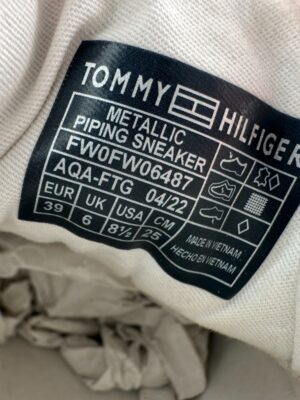 TOMMY HILFIGER
METALLIC
PIPING SNEAKER
FW0FW06487
AQA-FTG 04/22
EUR UK USA CM
39 6 8½ 25
MADE IN VIETNAM
HECHO EN VIETNAM